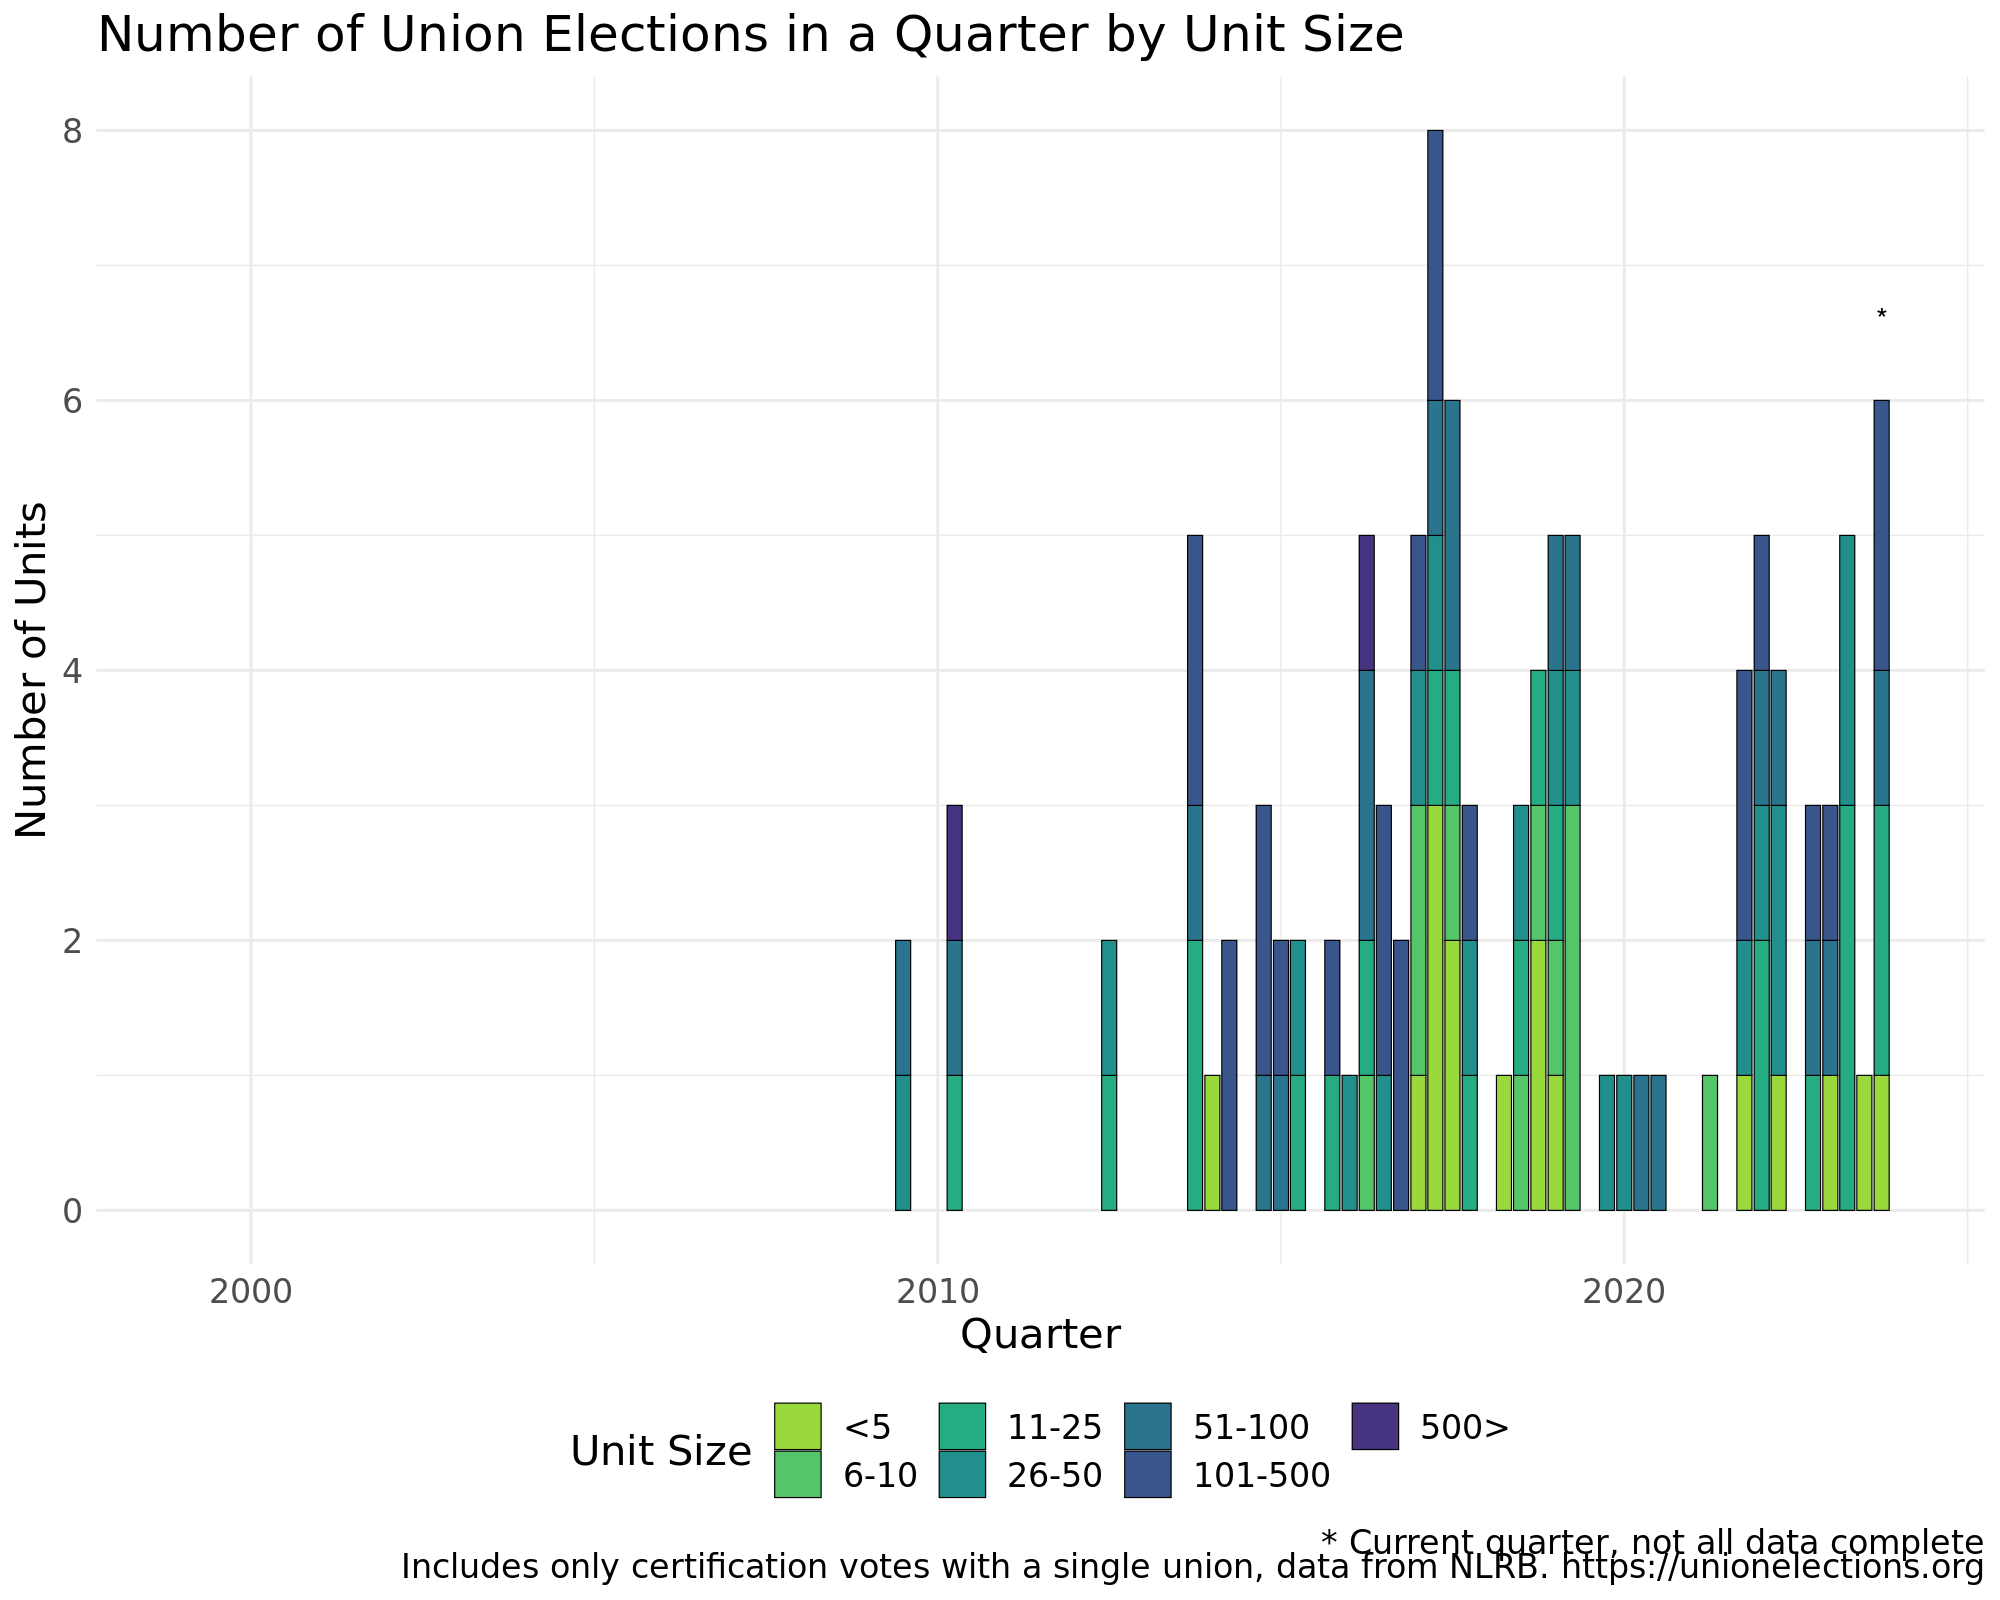 Number of Union Elections in a Quarter by Unit Size
8
*
6
Number of Units
4
2
0
2000 2010 2020
Quarter
Unit Size
<5 11-25 51-100 500>
6-10 26-50 101-500
* Current quarter, not all data complete
Includes only certification votes with a single union, data from NLRB. https://unionelections.org